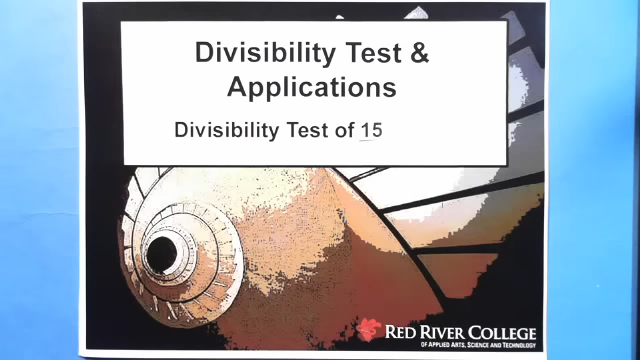 Divisibility Test &
Applications
Divisibility Test of 15
RED RIVER COLLEGE
OF APPLIED ARTS, SCIENCE AND TECHNOLOGY